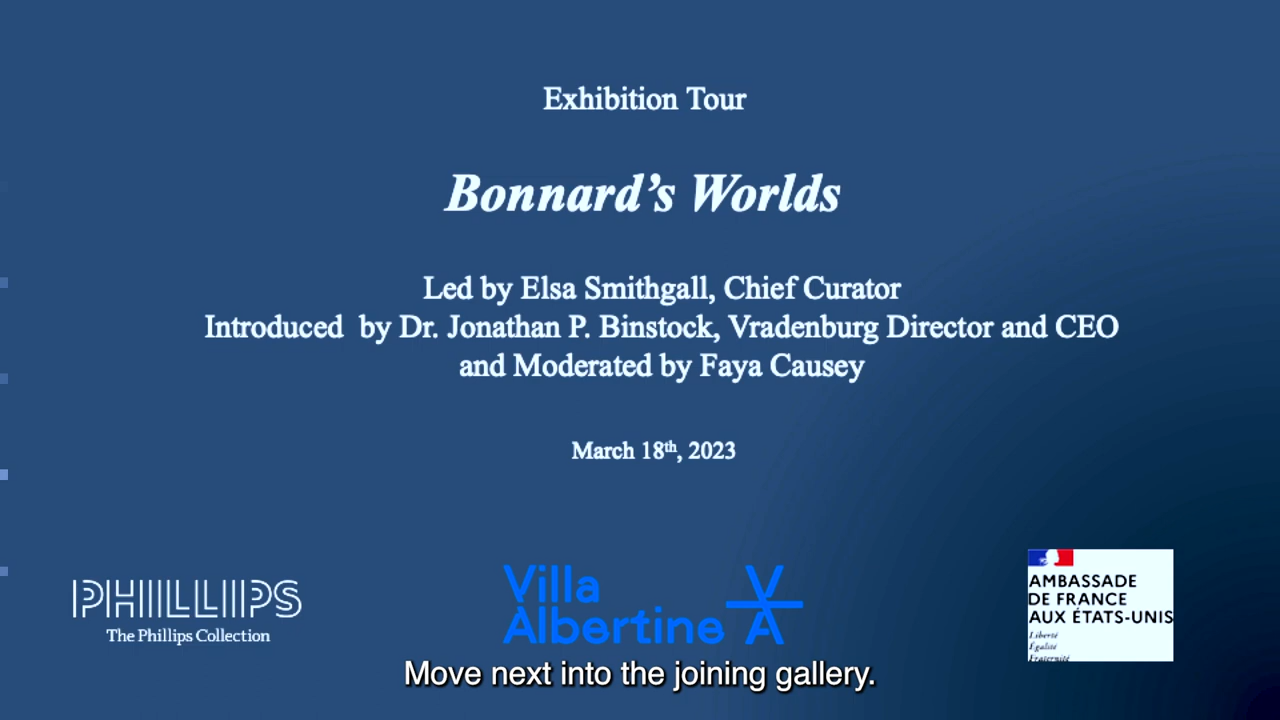 Exhibition Tour
Bonnard’s Worlds
Led by Elsa Smithgall, Chief Curator
Introduced by Dr. Jonathan P. Binstock, Vradenburg Director and CEO
and Moderated by Faya Causey
March 18th, 2023
PHILLIPS
The Phillips Collection
Villa
Albertine
VA
AMBASSADE
DE FRANCE
AUX ÉTATS-UNIS
Liberté
Égalité
Fraternité
Move next into the joining gallery.